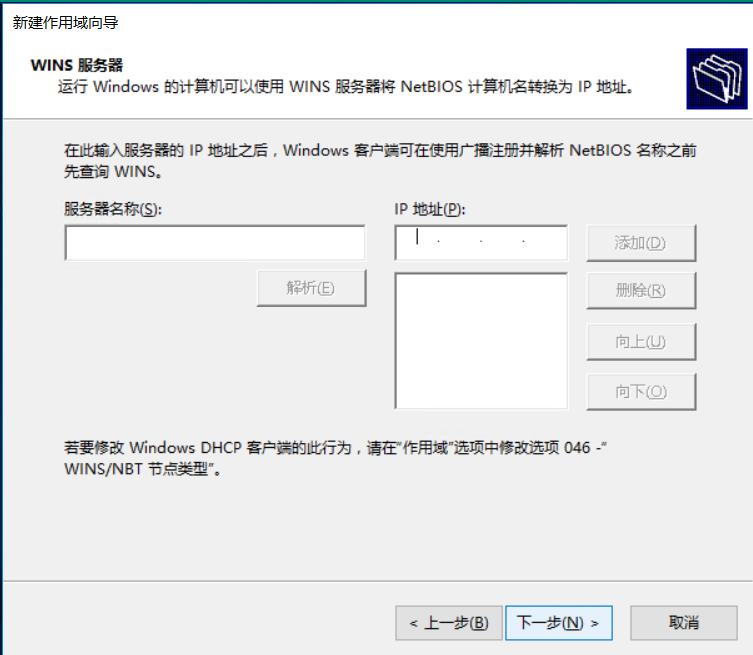 新建作用域向导
WINS 服务器
运行 Windows 的计算机可以使用 WINS 服务器将 NetBIOS 计算机名转换为 IP 地址。
在此输入服务器的 IP 地址之后，Windows 客户端可在使用广播注册并解析 NetBIOS 名称之前
先查询 WINS。
服务器名称(S): IP 地址(P):
. . . 添加(D)
解析(E) 删除(R)
向上(U)
向下(O)
若要修改 Windows DHCP 客户端的此行为，请在“作用域”选项中修改选项 046 -“
WINS/NBT 节点类型”。
< 上一步(B) 下一步(N) > 取消